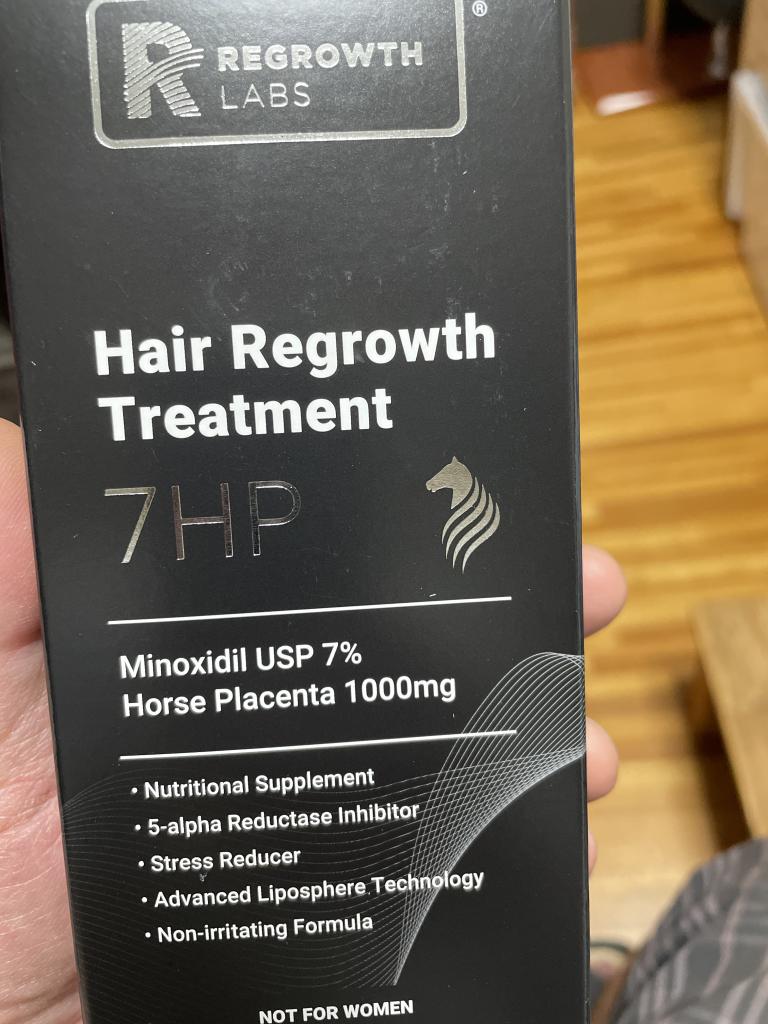 ®
REGROWTH
LABS
Hair Regrowth
Treatment
7HP
Minoxidil USP 7%
Horse Placenta 1000mg
• Nutritional Supplement
• 5-alpha Reductase Inhibitor
• Stress Reducer
• Advanced Liposphere Technology
• Non-irritating Formula
NOT FOR WOMEN